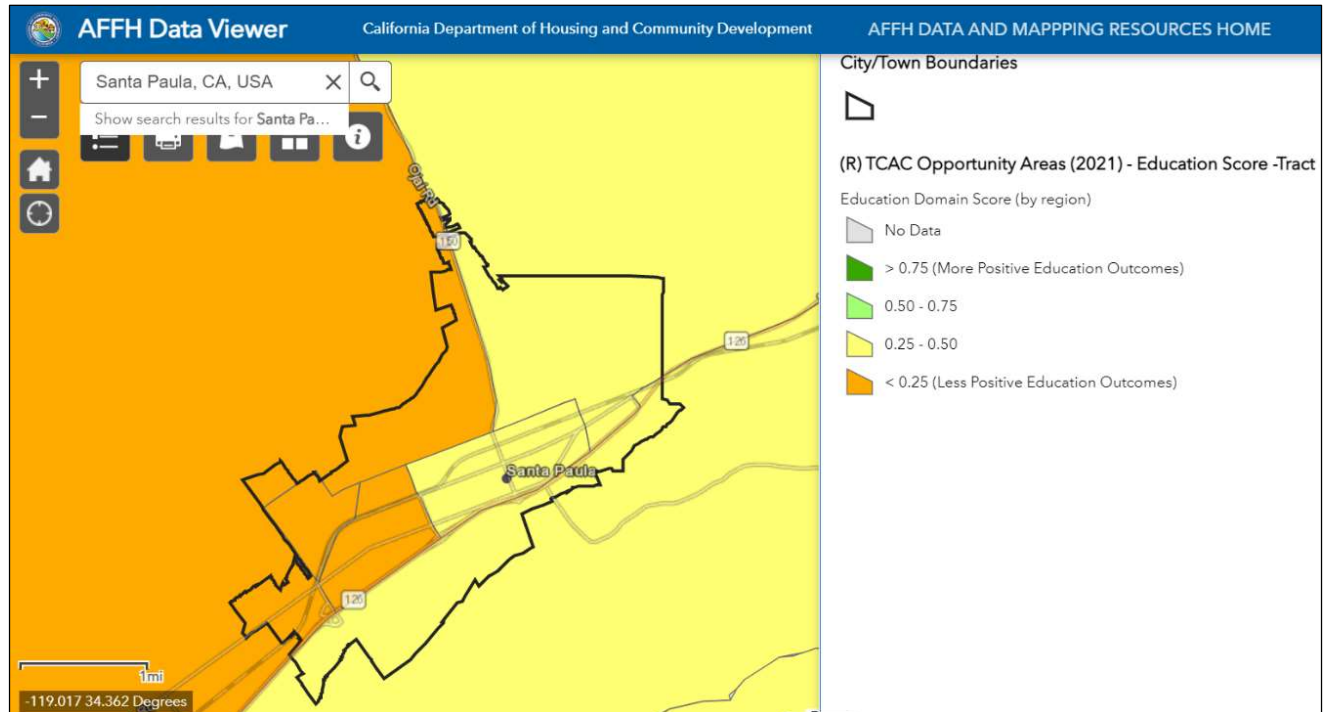 AFFH Data Viewer
California Department of Housing and Community Development
AFFH DATA AND MAPPPING RESOURCES HOME
+
Santa Paula, CA, USA
Show search results for Santa Pa...
−
Ojai Rd
150
126
Santa Paula
126
1mi
-119.017 34.362 Degrees
City/Town Boundaries
(R) TCAC Opportunity Areas (2021) - Education Score -Tract
Education Domain Score (by region)
No Data
> 0.75 (More Positive Education Outcomes)
0.50 - 0.75
0.25 - 0.50
< 0.25 (Less Positive Education Outcomes)